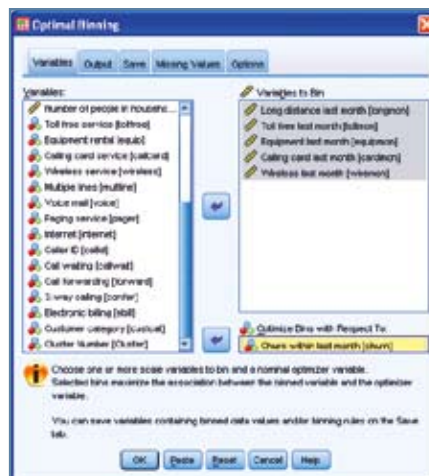 Optimal Binning
Variables Output Save Missing Values Options
Variables:
Number of people in househo...
Toll free service [tollfree]
Equipment rental [equip]
Calling card service [callcard]
Wireless service [wireless]
Multiple lines [multline]
Voice mail [voice]
Paging service [pager]
Internet [internet]
Caller ID [callid]
Call waiting [callwait]
Call forwarding [forward]
3-way calling [confer]
Electronic billing [ebill]
Customer category [custcat]
Cluster Number [Cluster]
Variables to Bin
Long distance last month [longmon]
Toll free last month [tollmon]
Equipment last month [equipmon]
Calling card last month [cardmon]
Wireless last month [wiremon]
Optimize Bins with Respect To:
Churn within last month [churn]
Choose one or more scale variables to bin and a nominal optimizer variable.
Selected bins maximize the association between the binned variable and the optimizer
variable.
You can save variables containing binned data values and/or binning rules on the Save
tab.
OK Paste Reset Cancel Help